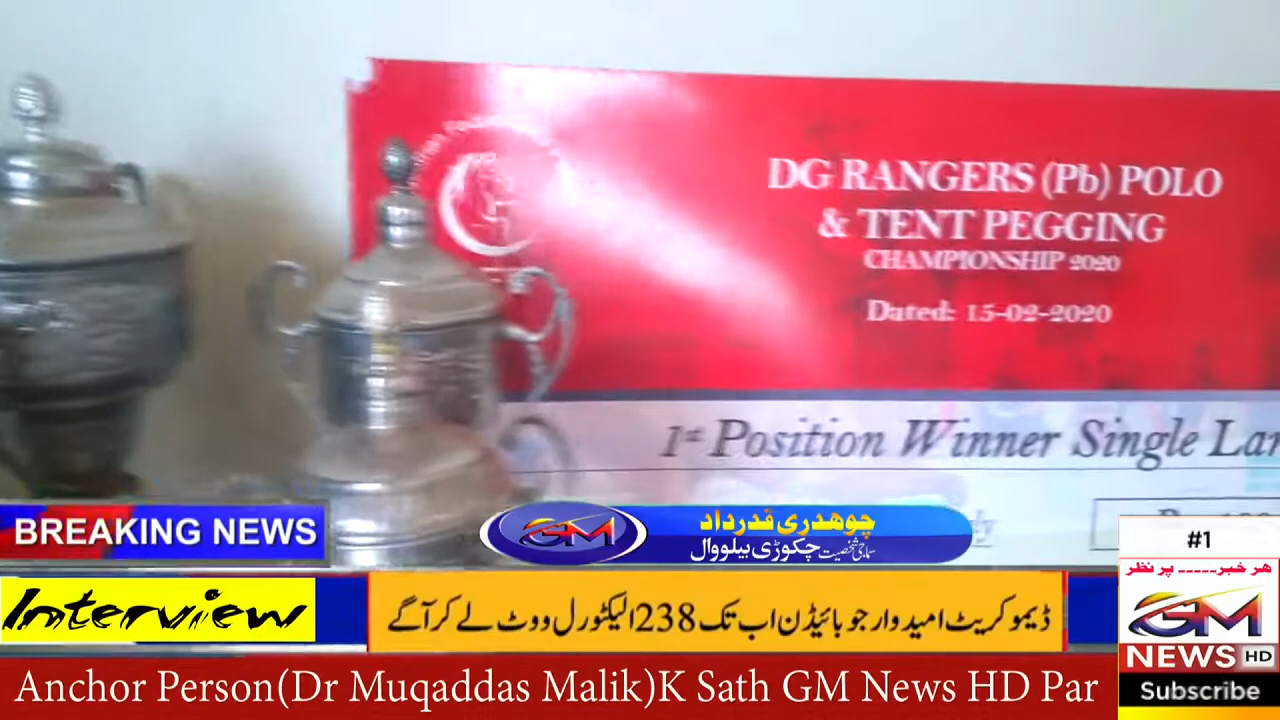 DG RANGERS (Pb) POLO
& TENT PEGGING
CHAMPIONSHIP 2020
Dated: 15-02-2020
1st Position Winner Single
BREAKING NEWS
GM
چوہدری قدرداد
سماجی شخصیت چکوڑی بیلووال
#1
ھر خبر----- پر نظر
GM
NEWS HD
Subscribe
Interview
ڈیموکریٹ امیدوار جو بائیڈن اب تک 238 الیکٹورل ووٹ لے کر آگے
Anchor Person(Dr Muqaddas Malik)K Sath GM News HD Par